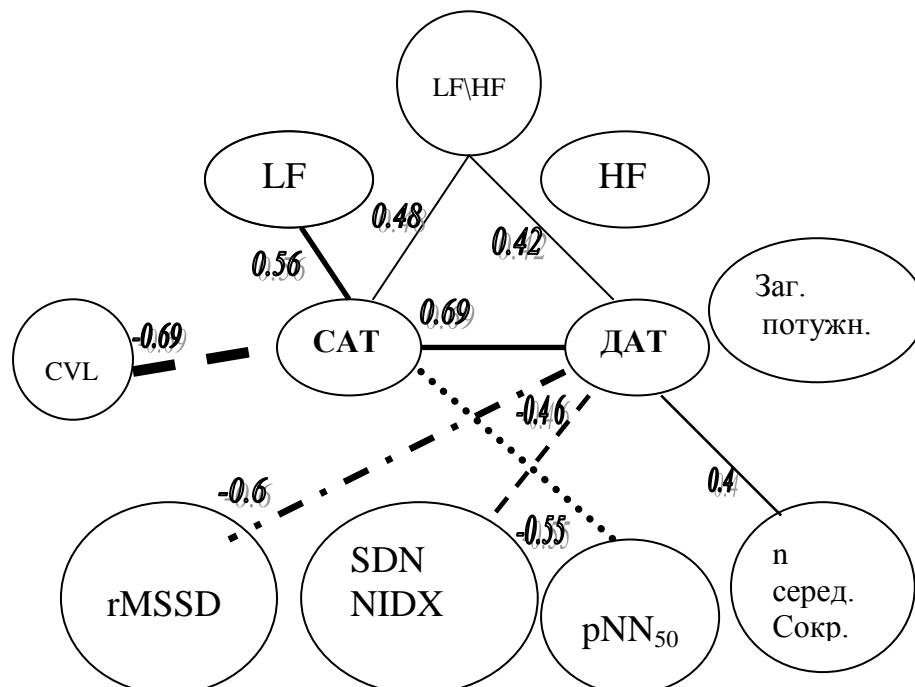 LF\HF
LF
HF
0.48
0.42
0.56
Заг.
потужн.
-0.69
0.69
САТ
ДАТ
CVL
-0.46
-0.6
0.4
-0.55
SDN
NIDX
rMSSD
pNN₅₀
n
серед.
Сокр.